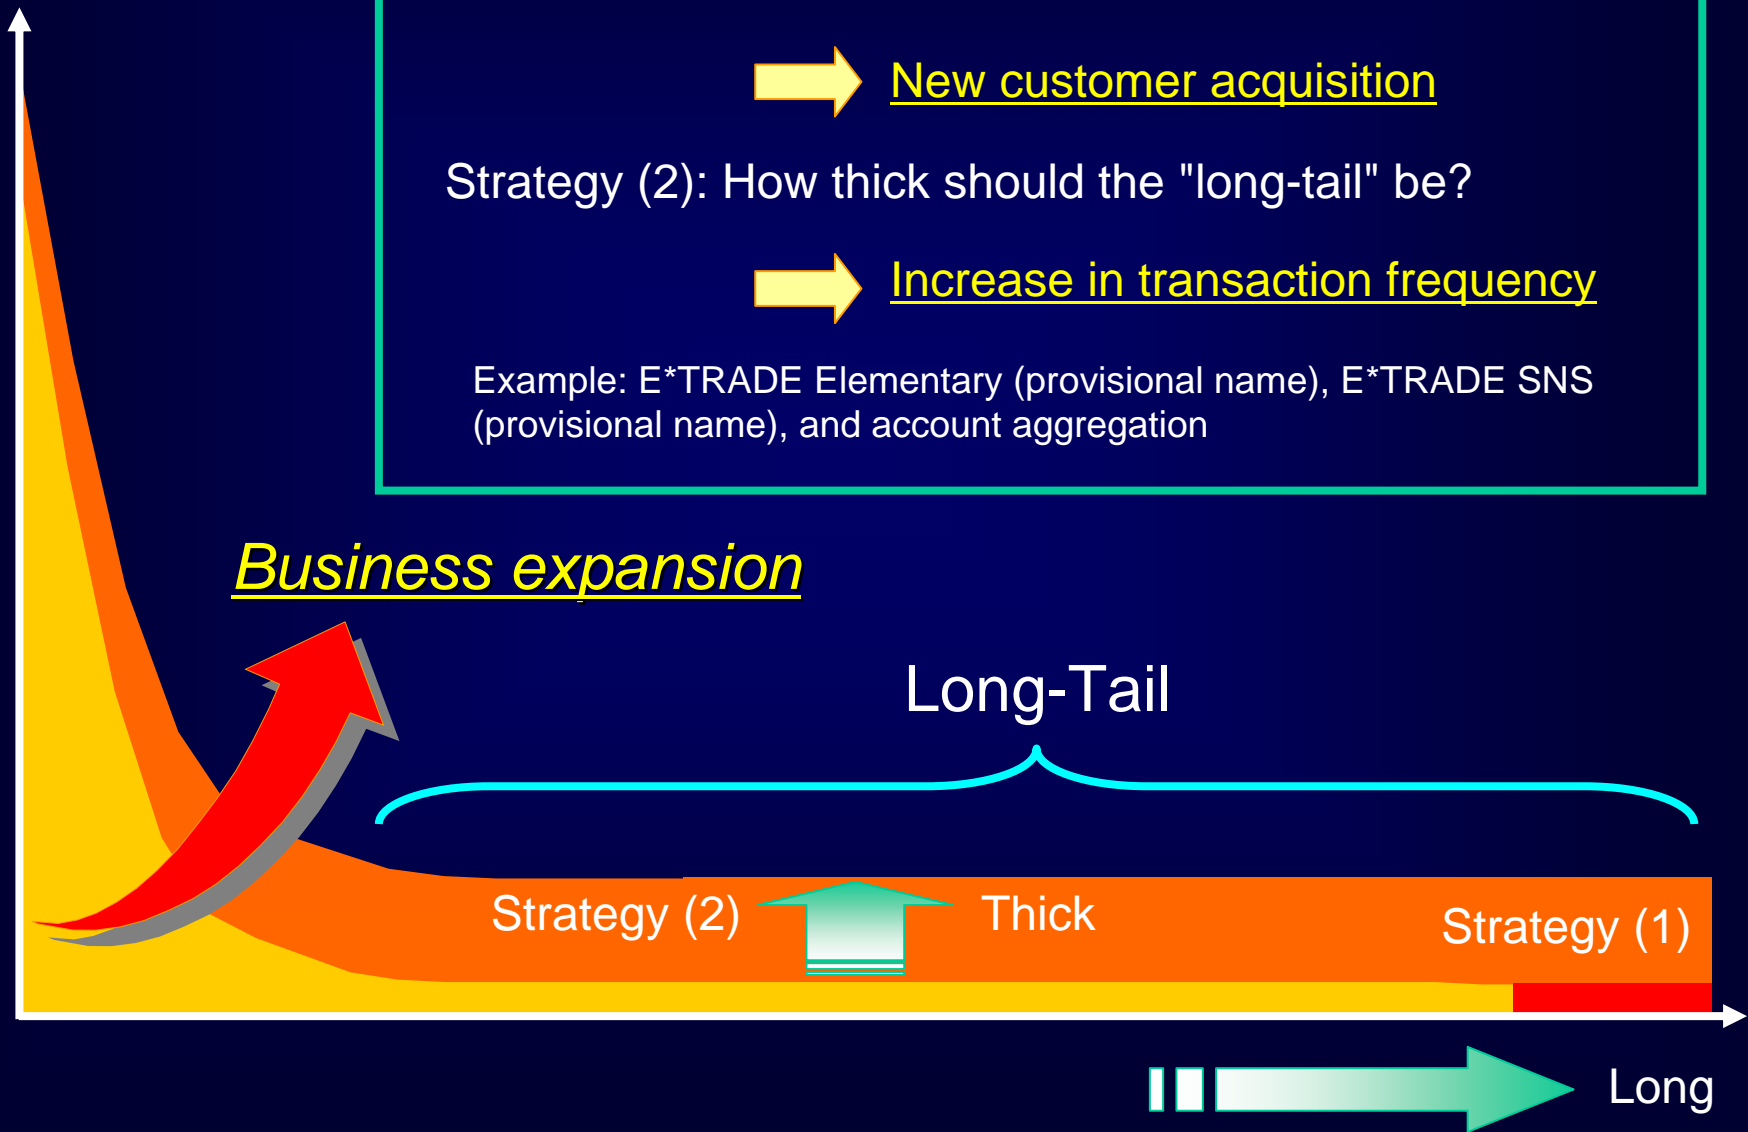 New customer acquisition
Strategy (2): How thick should the "long-tail" be?
Increase in transaction frequency
Example: E*TRADE Elementary (provisional name), E*TRADE SNS
(provisional name), and account aggregation
Business expansion
Long-Tail
Strategy (2)
Thick
Strategy (1)
Long